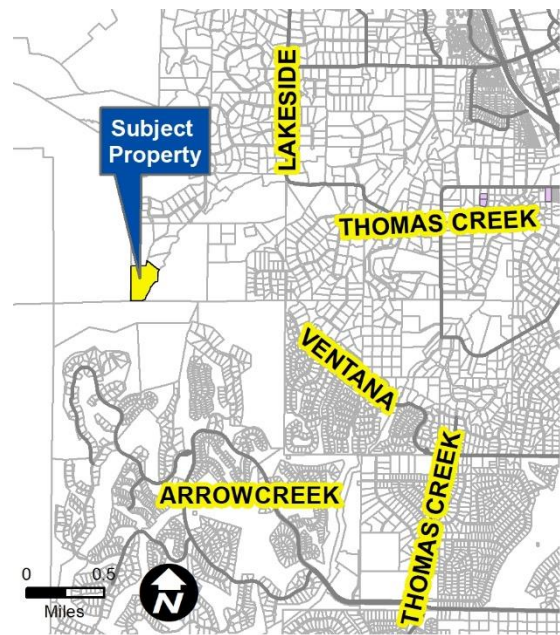 LAKESIDE
Subject
Property
THOMAS CREEK
VENTANA
ARROWCREEK
THOMAS CREEK
0 0.5
Miles
N